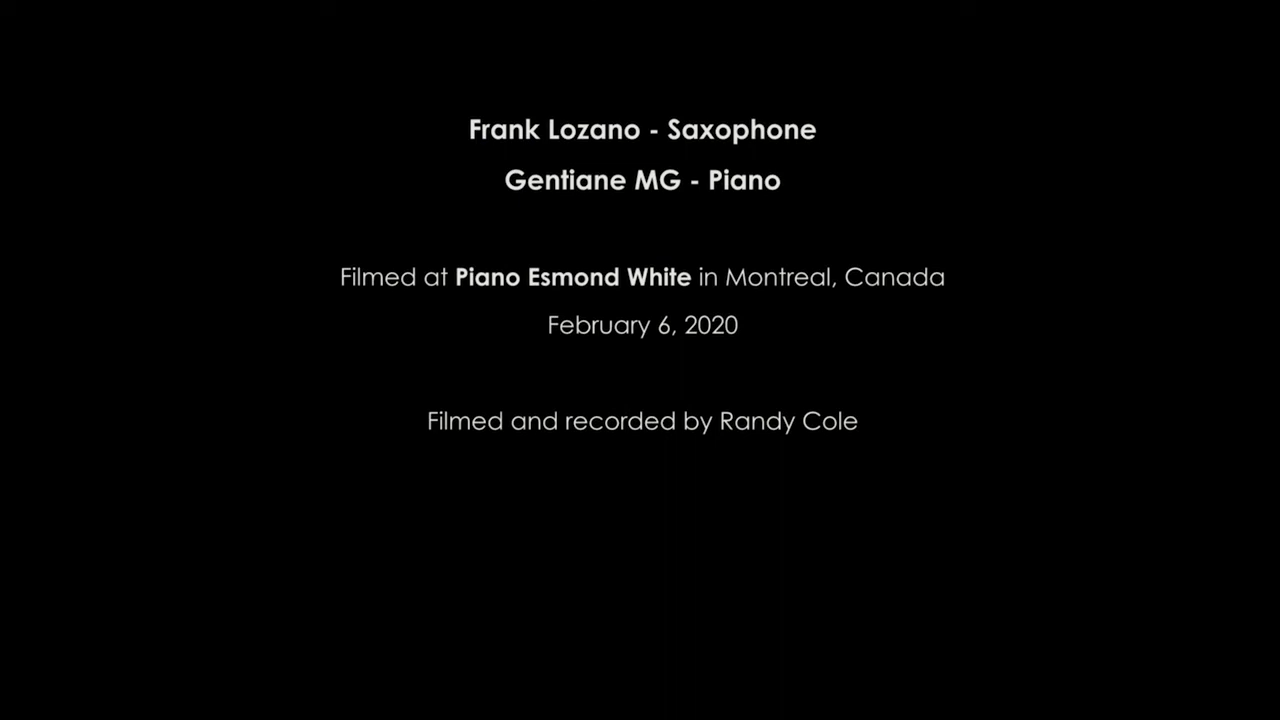 Frank Lozano - Saxophone
Gentiane MG - Piano
Filmed at Piano Esmond White in Montreal, Canada
February 6, 2020
Filmed and recorded by Randy Cole